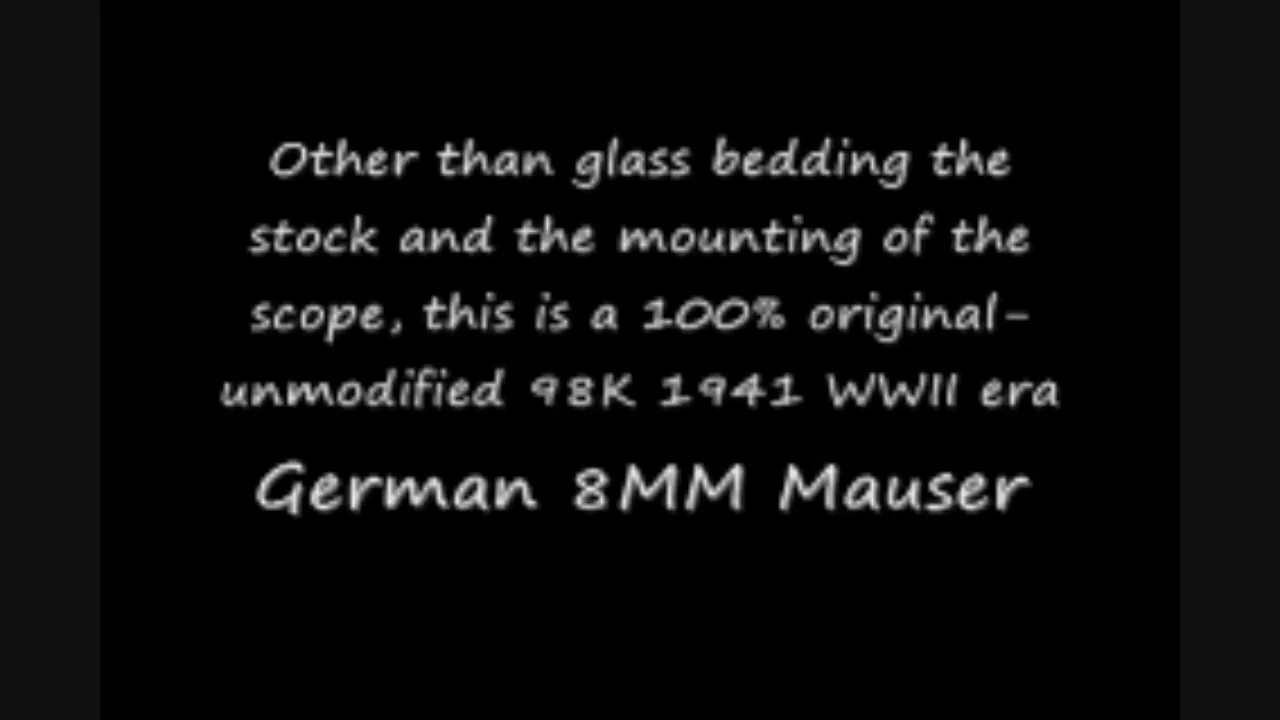 Other than glass bedding the
stock and the mounting of the
scope, this is a 100% original-
unmodified 98K 1941 WWII era
German 8MM Mauser